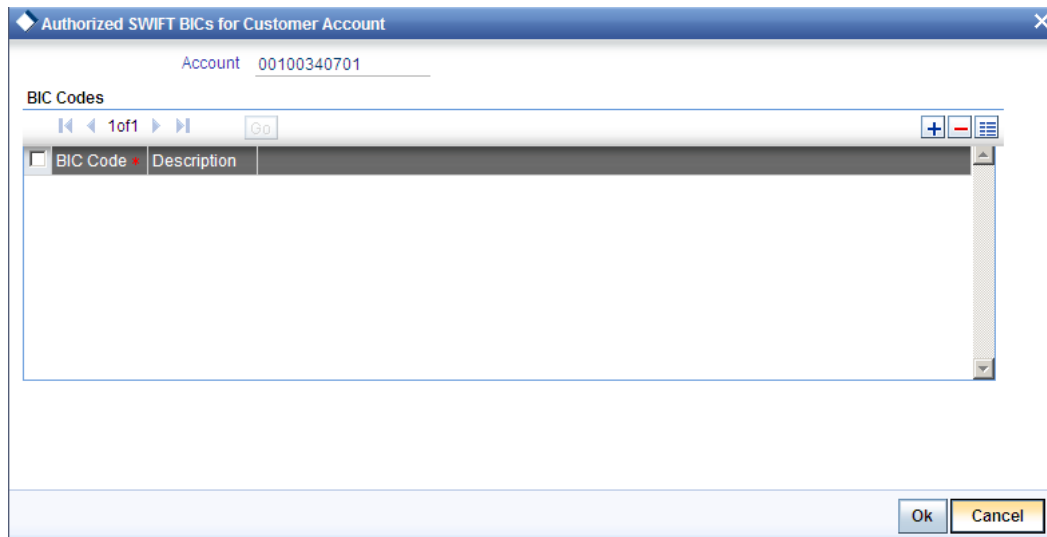 Authorized SWIFT BICs for Customer Account
Account 00100340701
BIC Codes
1of1 Go
BIC Code * Description
Ok Cancel